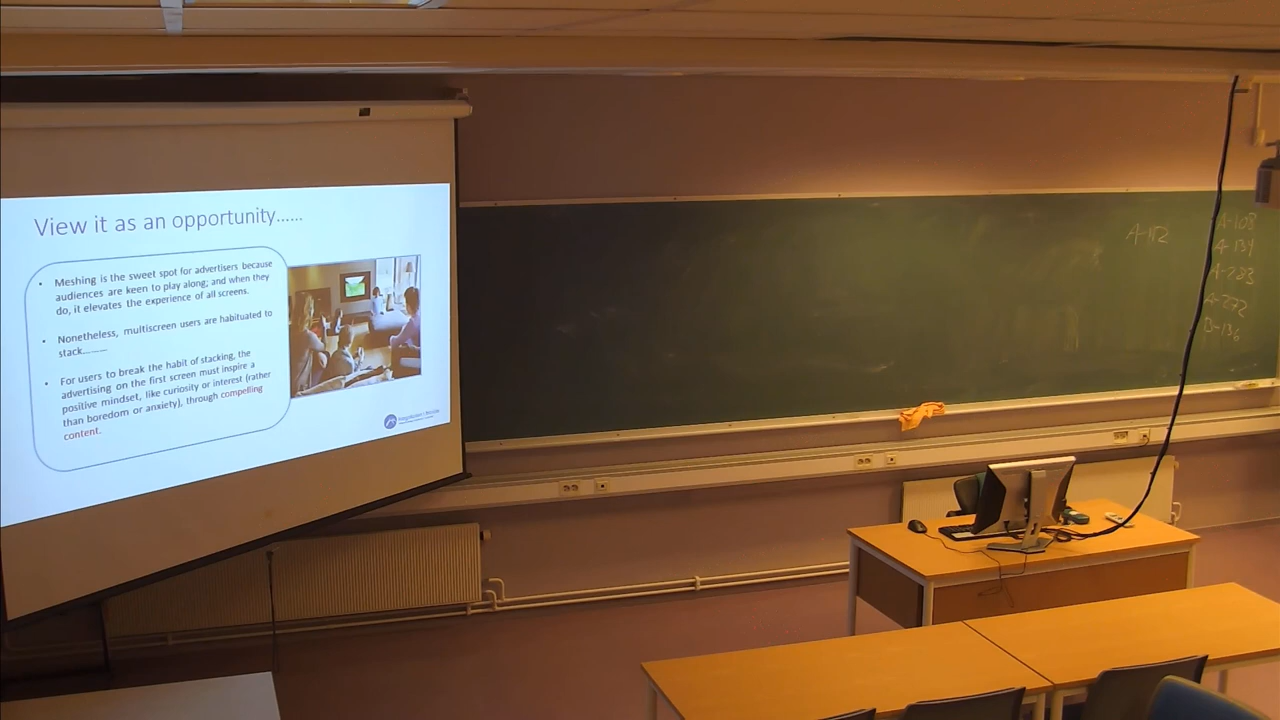 View it as an opportunity......
• Meshing is the sweet spot for advertisers because
audiences are keen to play along; and when they
do, it elevates the experience of all screens.
• Nonetheless, multiscreen users are habituated to
stack.........
• For users to break the habit of stacking, the
advertising on the first screen must inspire a
positive mindset, like curiosity or interest (rather
than boredom or anxiety), through compelling
content.
A-112
A-108
A-134
A-233
A-272
B-136